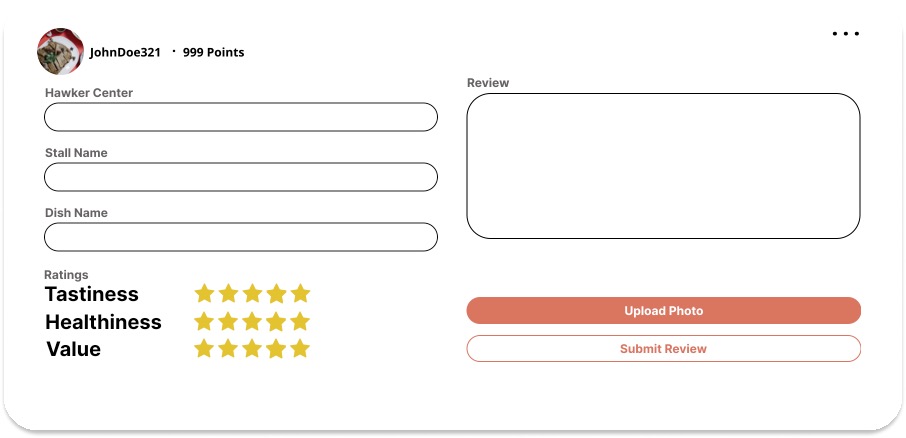 JohnDoe321 · 999 Points
Hawker Center
Stall Name
Dish Name
Ratings
Tastiness
Healthiness
Value
Review
Upload Photo
Submit Review